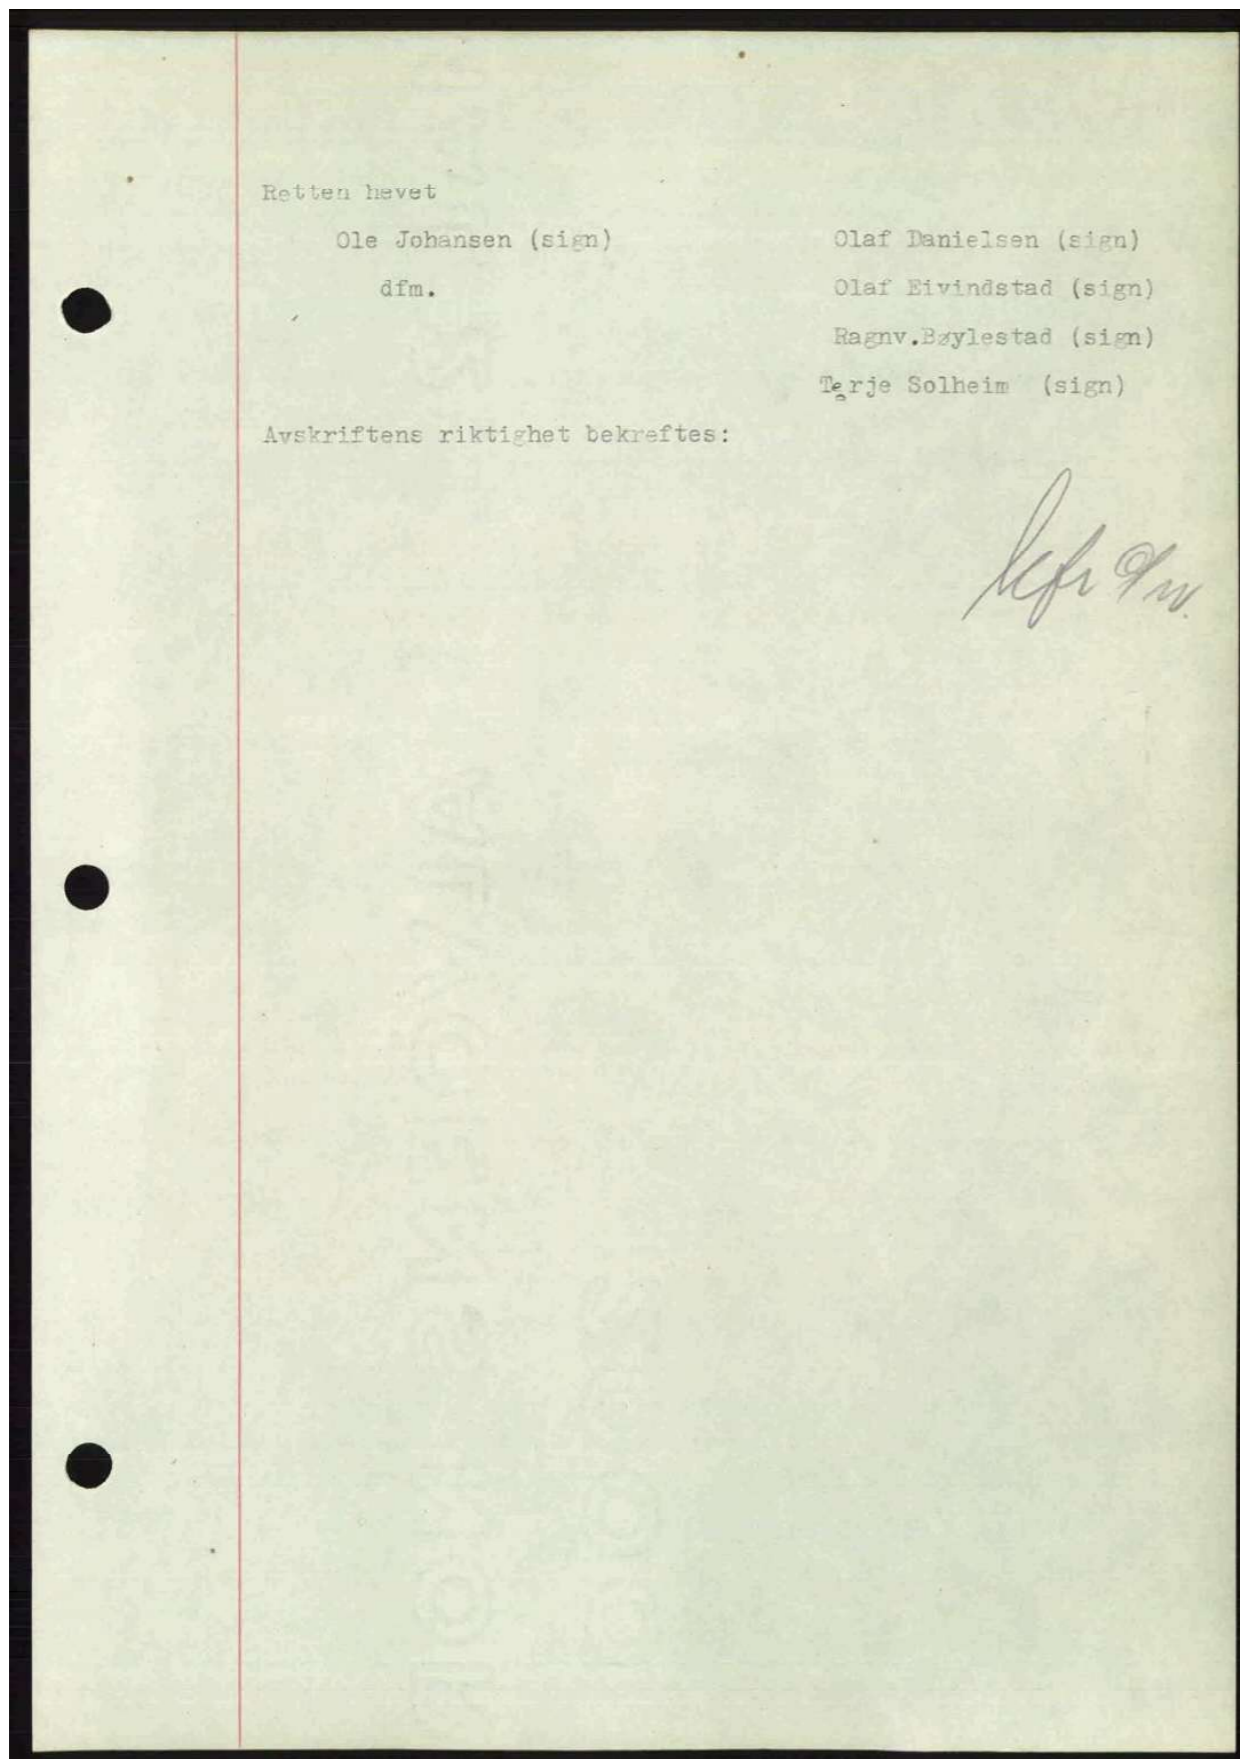 Retten hevet
Ole Johansen (sign) Olaf Danielsen (sign)
dfm. Olaf Eivindstad (sign)
Ragnv.Bøylestad (sign)
Terje Solheim (sign)
Avskriftens riktighet bekreftes: